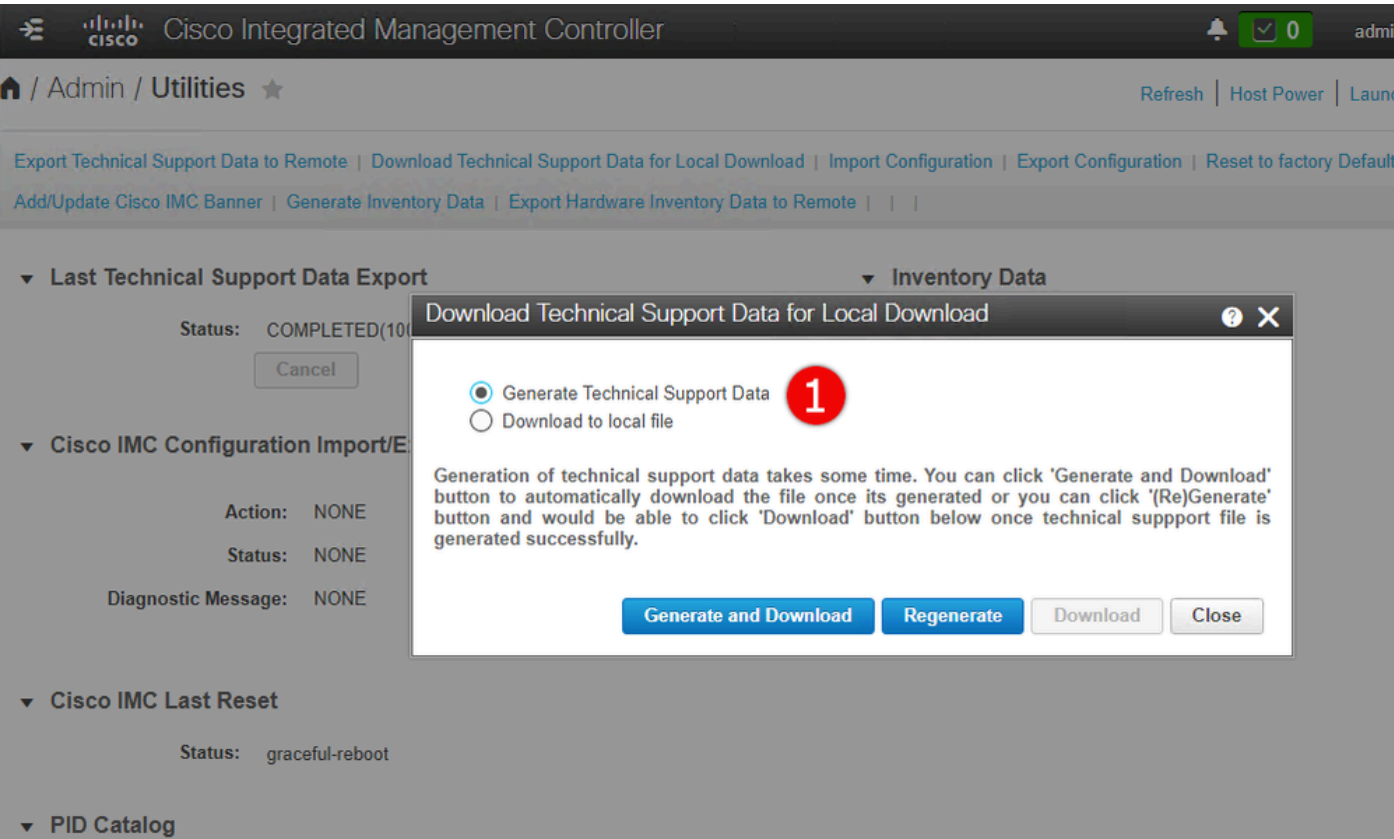 CISCO Cisco Integrated Management Controller 0 admi
/ Admin / Utilities
Refresh | Host Power | Laun
Export Technical Support Data to Remote | Download Technical Support Data for Local Download | Import Configuration | Export Configuration | Reset to factory Default
Add/Update Cisco IMC Banner | Generate Inventory Data | Export Hardware Inventory Data to Remote | | |
Last Technical Support Data Export
Inventory Data
Status: COMPLETED(100
Cancel
Download Technical Support Data for Local Download ?
Generate Technical Support Data 1
Download to local file
Generation of technical support data takes some time. You can click 'Generate and Download'
button to automatically download the file once its generated or you can click '(Re)Generate'
button and would be able to click 'Download' button below once technical suppport file is
generated successfully.
Generate and Download Regenerate Download Close
Cisco IMC Configuration Import/E
Action: NONE
Status: NONE
Diagnostic Message: NONE
Cisco IMC Last Reset
Status: graceful-reboot
PID Catalog